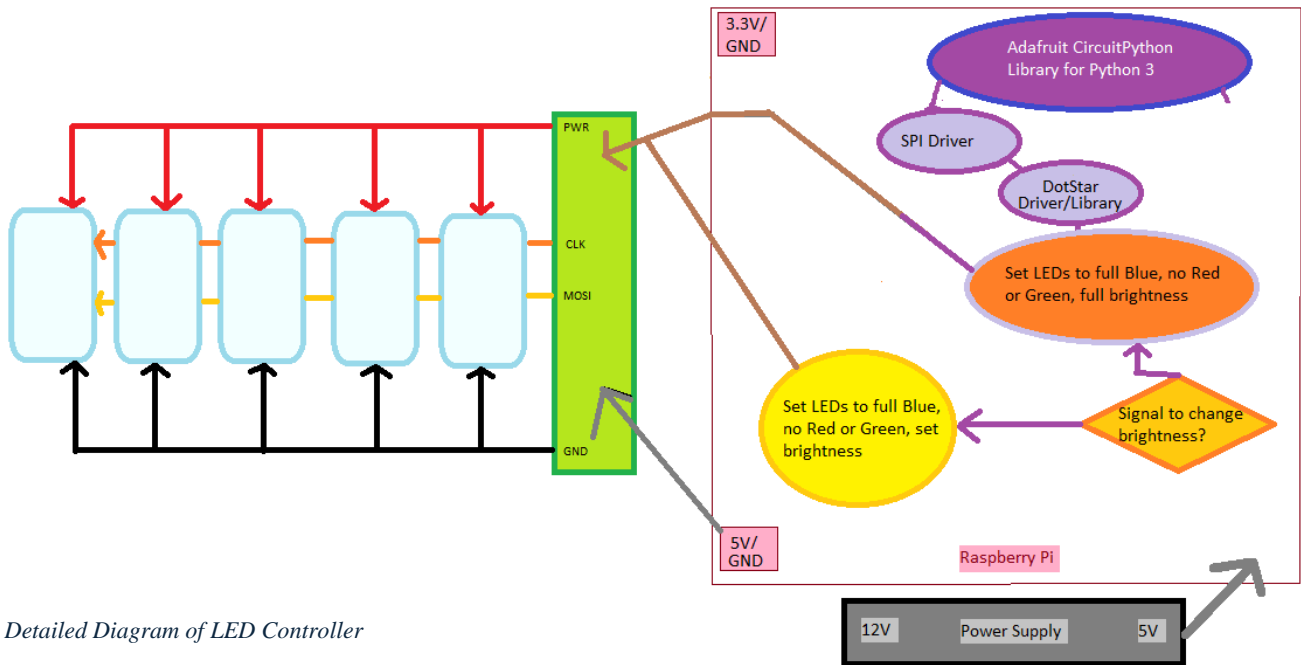 3.3V/
GND
Adafruit CircuitPython
Library for Python 3
SPI Driver
DotStar
Driver/Library
PWR
CLK
MOSI
GND
Set LEDs to full Blue, no Red
or Green, full brightness
Set LEDs to full Blue,
no Red or Green, set
brightness
Signal to change
brightness?
5V/
GND
Raspberry Pi
12V
Power Supply
5V
Detailed Diagram of LED Controller